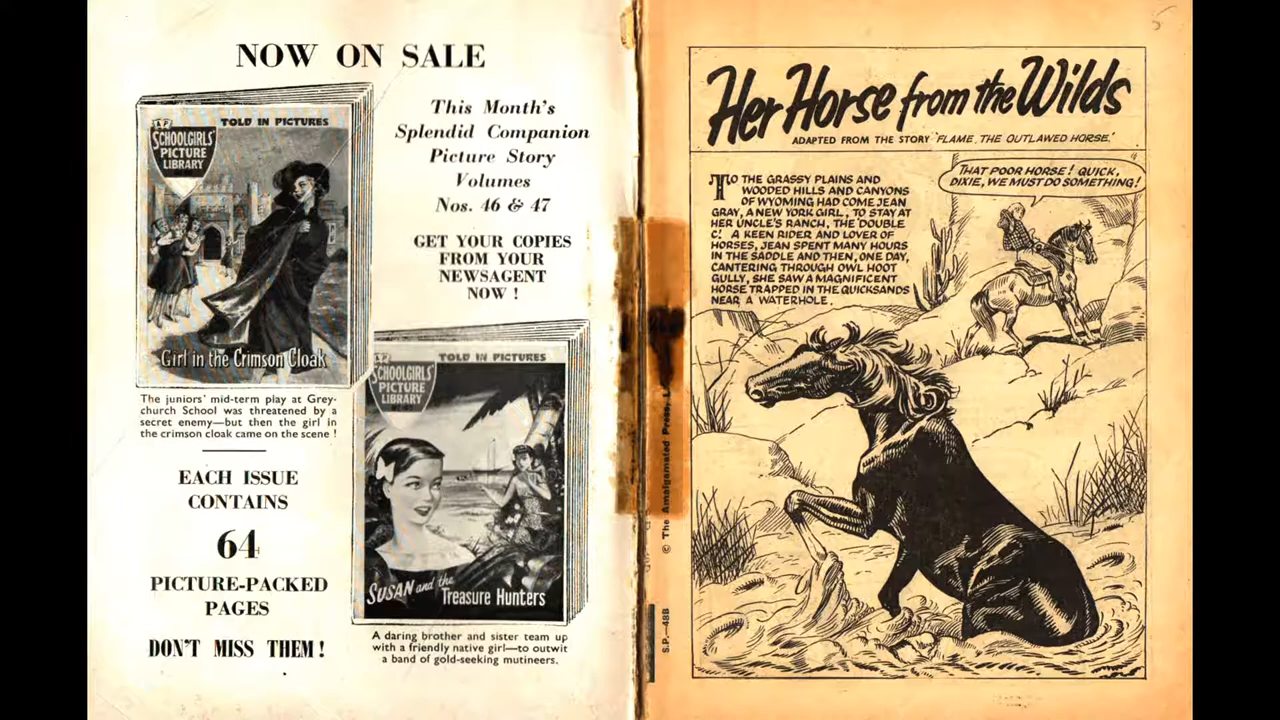 NOW ON SALE
TOLD IN PICTURES
SCHOOLGIRLS'
PICTURE
LIBRARY
Girl in the Crimson Cloak
The juniors' mid-term play at Grey-
church School was threatened by a
secret enemy—but then the girl in
the crimson cloak came on the scene !
EACH ISSUE
CONTAINS
64
PICTURE-PACKED
PAGES
DON'T MISS THEM !
This Month's
Splendid Companion
Picture Story
Volumes
Nos. 46 & 47
GET YOUR COPIES
FROM YOUR
NEWSAGENT
NOW !
TOLD IN PICTURES
SCHOOLGIRLS'
PICTURE
LIBRARY
SUSAN and the
Treasure Hunters
A daring brother and sister team up
with a friendly native girl—to outwit
a band of gold-seeking mutineers.
© The Amalgamated Press,
S.P.—48B
Her Horse from the Wilds
ADAPTED FROM THE STORY 'FLAME, THE OUTLAWED HORSE.'
TO THE GRASSY PLAINS AND
WOODED HILLS AND CANYONS
OF WYOMING HAD COME JEAN
GRAY, A NEW YORK GIRL, TO STAY AT
HER UNCLE'S RANCH, THE 'DOUBLE
C.' A KEEN RIDER AND LOVER OF
HORSES, JEAN SPENT MANY HOURS
IN THE SADDLE AND THEN, ONE DAY,
CANTERING THROUGH OWL HOOT
GULLY, SHE SAW A MAGNIFICENT
HORSE TRAPPED IN THE QUICKSANDS
NEAR A WATERHOLE.
THAT POOR HORSE! QUICK,
DIXIE, WE MUST DO SOMETHING!